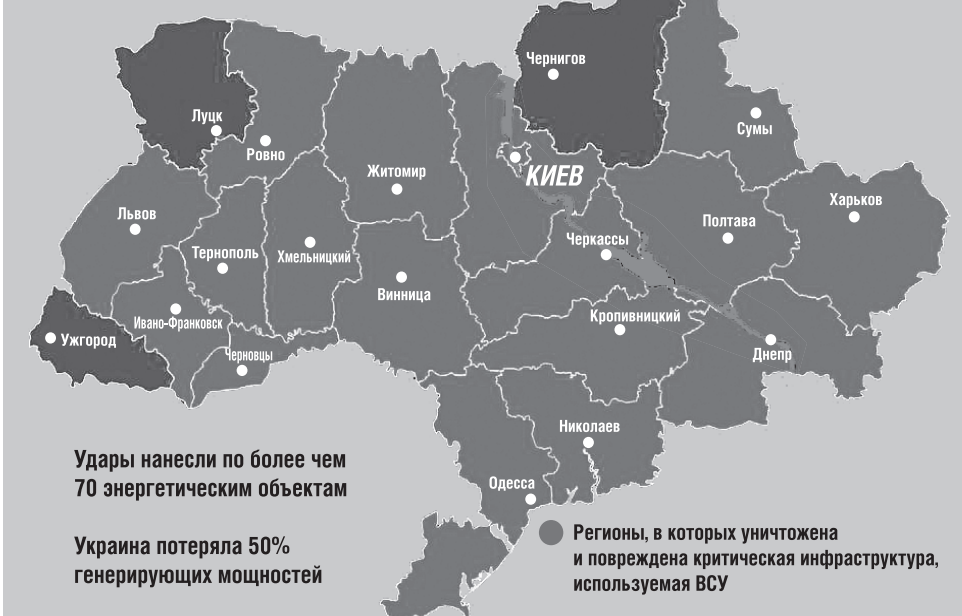 Чернигов
Луцк
Сумы
Ровно
Житомир
КИЕВ
Харьков
Львов
Полтава
Тернополь
Хмельницкий
Черкассы
Винница
Ивано-Франковск
Кропивницкий
Ужгород
Черновцы
Днепр
Николаев
Одесса
Удары нанесли по более чем
70 энергетическим объектам
Украина потеряла 50%
генерирующих мощностей
Регионы, в которых уничтожена
и повреждена критическая инфраструктура,
используемая ВСУ